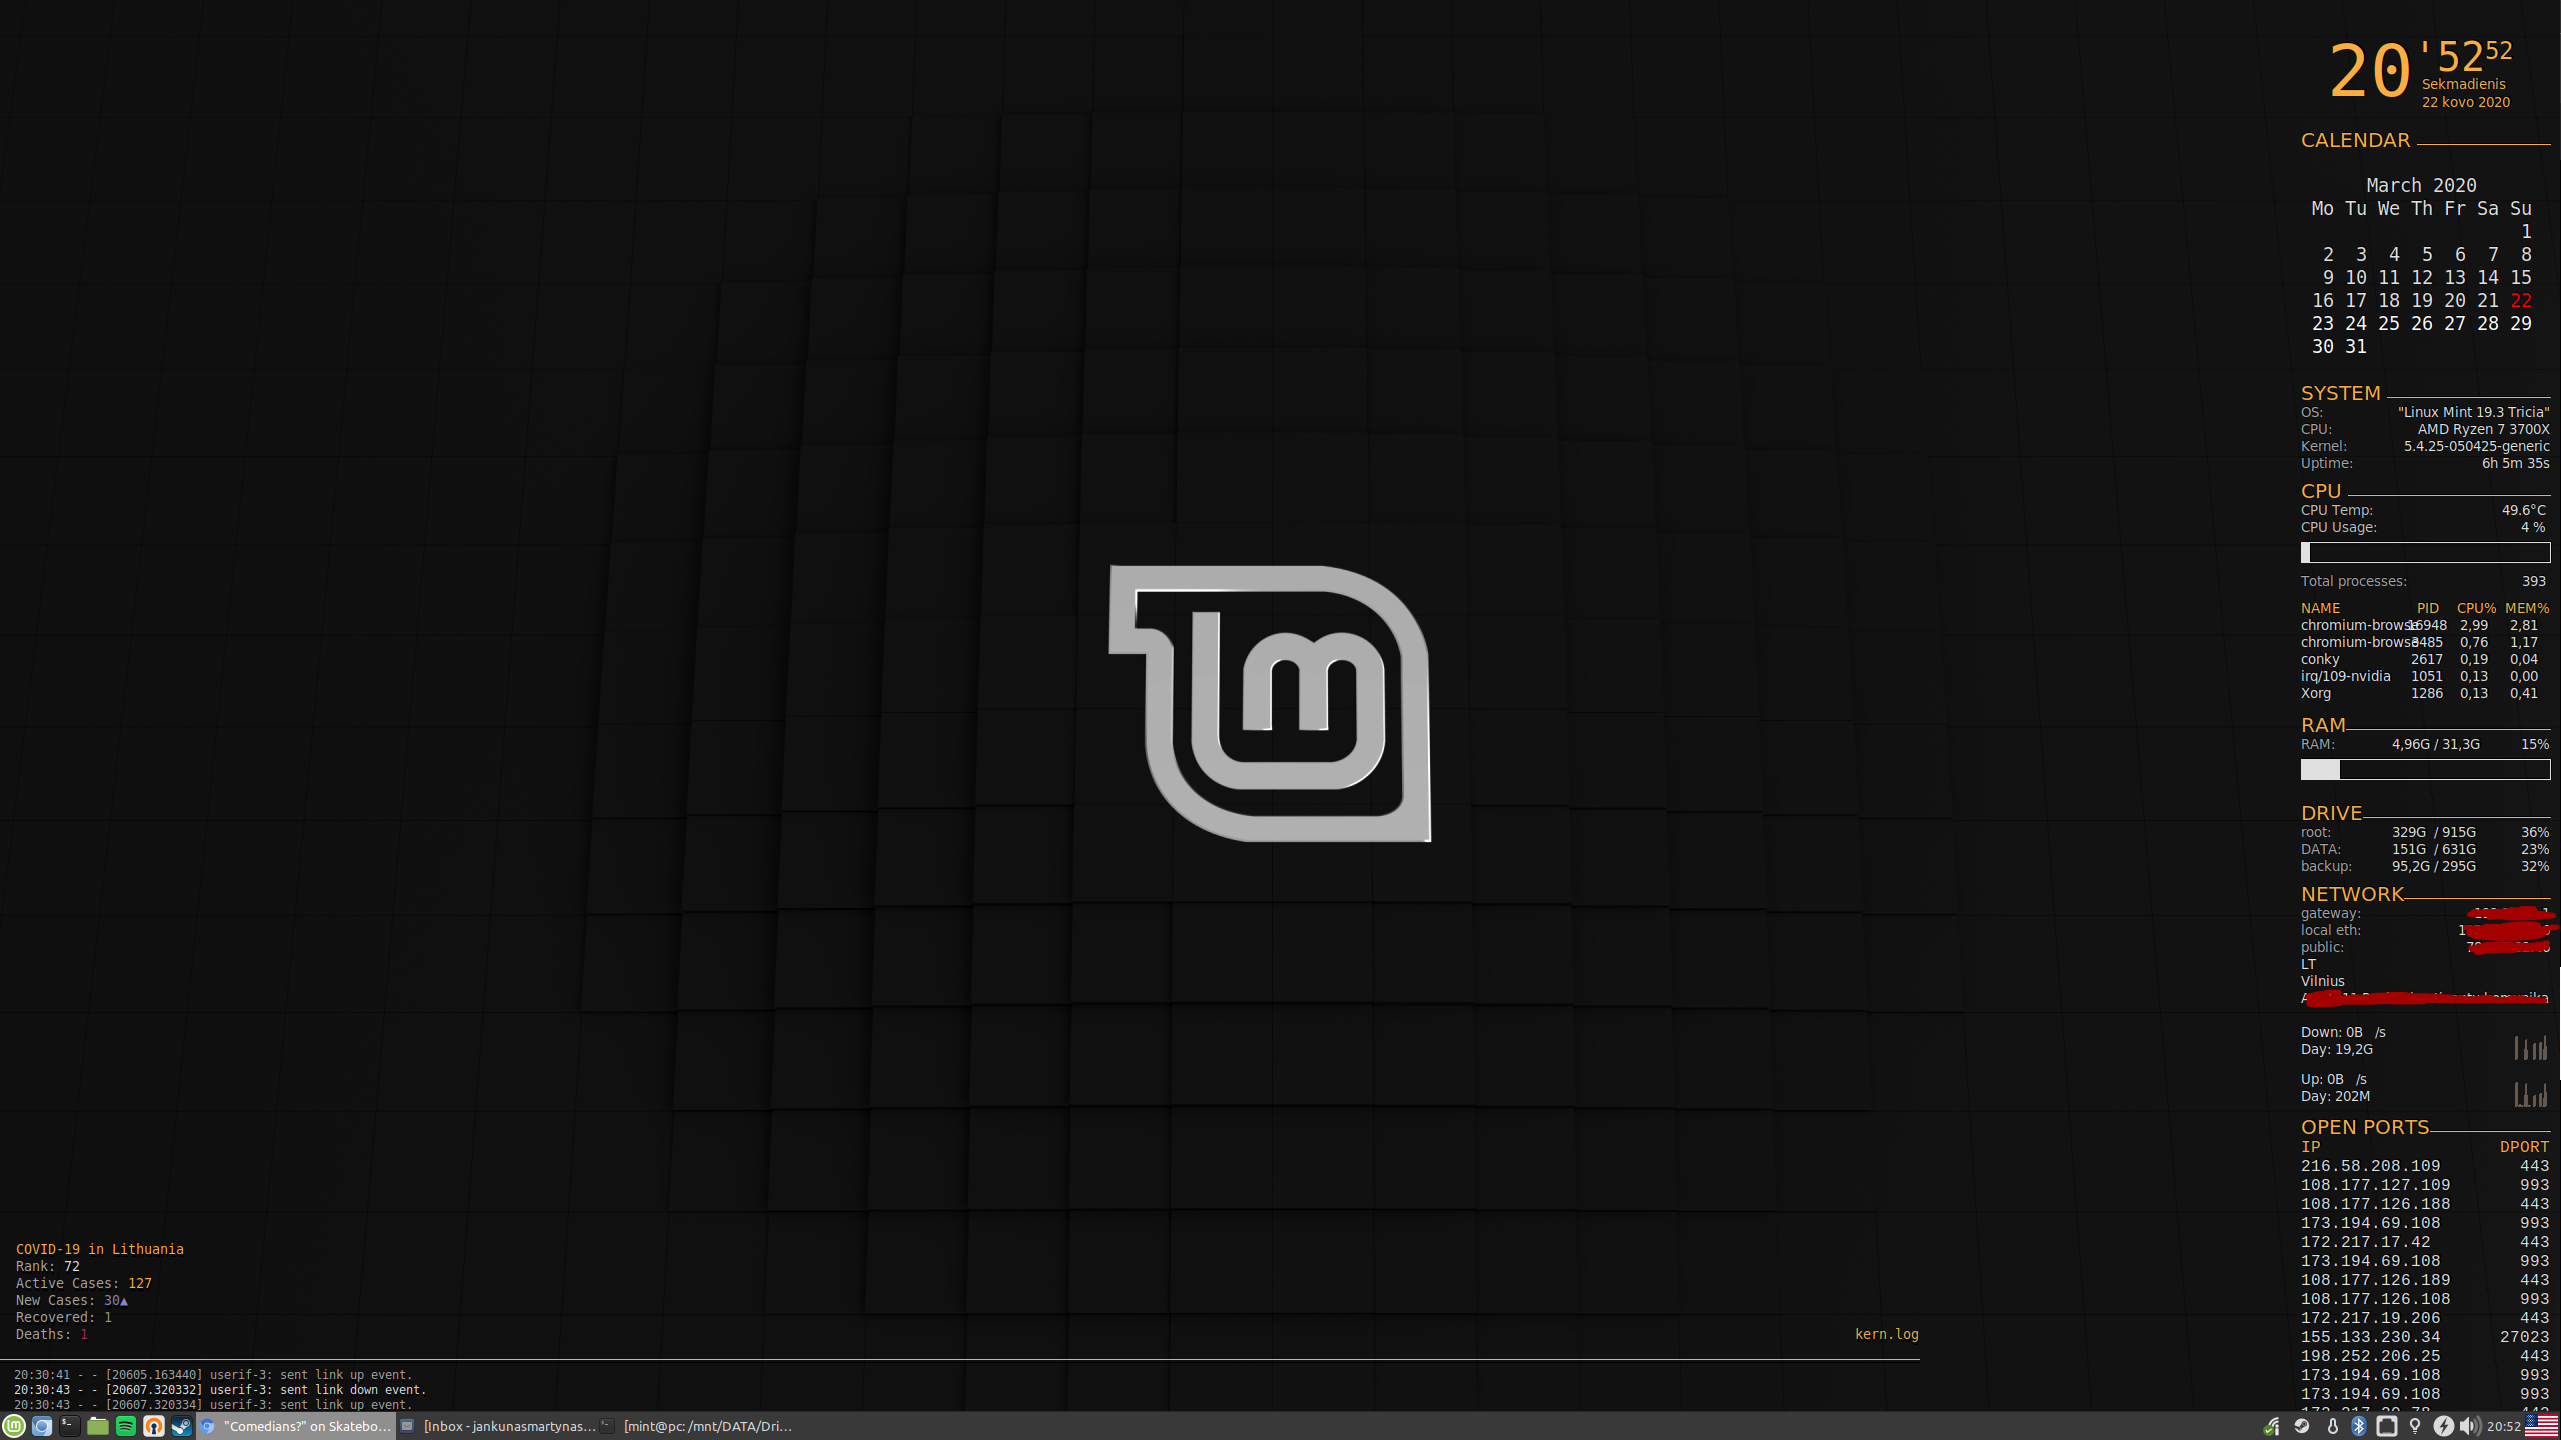 20'52 52
Sekmadienis
22 kovo 2020
CALENDAR
March 2020
Mo Tu We Th Fr Sa Su
1
2 3 4 5 6 7 8
9 10 11 12 13 14 15
16 17 18 19 20 21 22
23 24 25 26 27 28 29
30 31
SYSTEM
OS: "Linux Mint 19.3 Tricia"
CPU: AMD Ryzen 7 3700X
Kernel: 5.4.25-050425-generic
Uptime: 6h 5m 35s
CPU
CPU Temp: 49.6°C
CPU Usage: 4 %
Total processes: 393
NAME PID CPU% MEM%
chromium-browse 16948 2,99 2,81
chromium-browse 3485 0,76 1,17
conky 2617 0,19 0,04
irq/109-nvidia 1051 0,13 0,00
Xorg 1286 0,13 0,41
RAM
RAM: 4,96G / 31,3G 15%
DRIVE
root: 329G / 915G 36%
DATA: 151G / 631G 23%
backup: 95,2G / 295G 32%
NETWORK
gateway:
local eth:
public:
LT
Vilnius
Down: 0B /s
Day: 19,2G
Up: 0B /s
Day: 202M
OPEN PORTS
IP DPORT
216.58.208.109 443
108.177.127.109 993
108.177.126.188 443
173.194.69.108 993
172.217.17.42 443
173.194.69.108 993
108.177.126.189 443
108.177.126.108 993
172.217.19.206 443
155.133.230.34 27023
198.252.206.25 443
173.194.69.108 993
173.194.69.108 993
COVID-19 in Lithuania
Rank: 72
Active Cases: 127
New Cases: 30▲
Recovered: 1
Deaths: 1
kern.log
20:30:41 - - [20605.163440] userif-3: sent link up event.
20:30:43 - - [20607.320332] userif-3: sent link down event.
20:30:43 - - [20607.320334] userif-3: sent link up event.
"Comedians?" on Skatebo... [Inbox - jankunasmartynas... [mint@pc: /mnt/DATA/Dri... 20:52